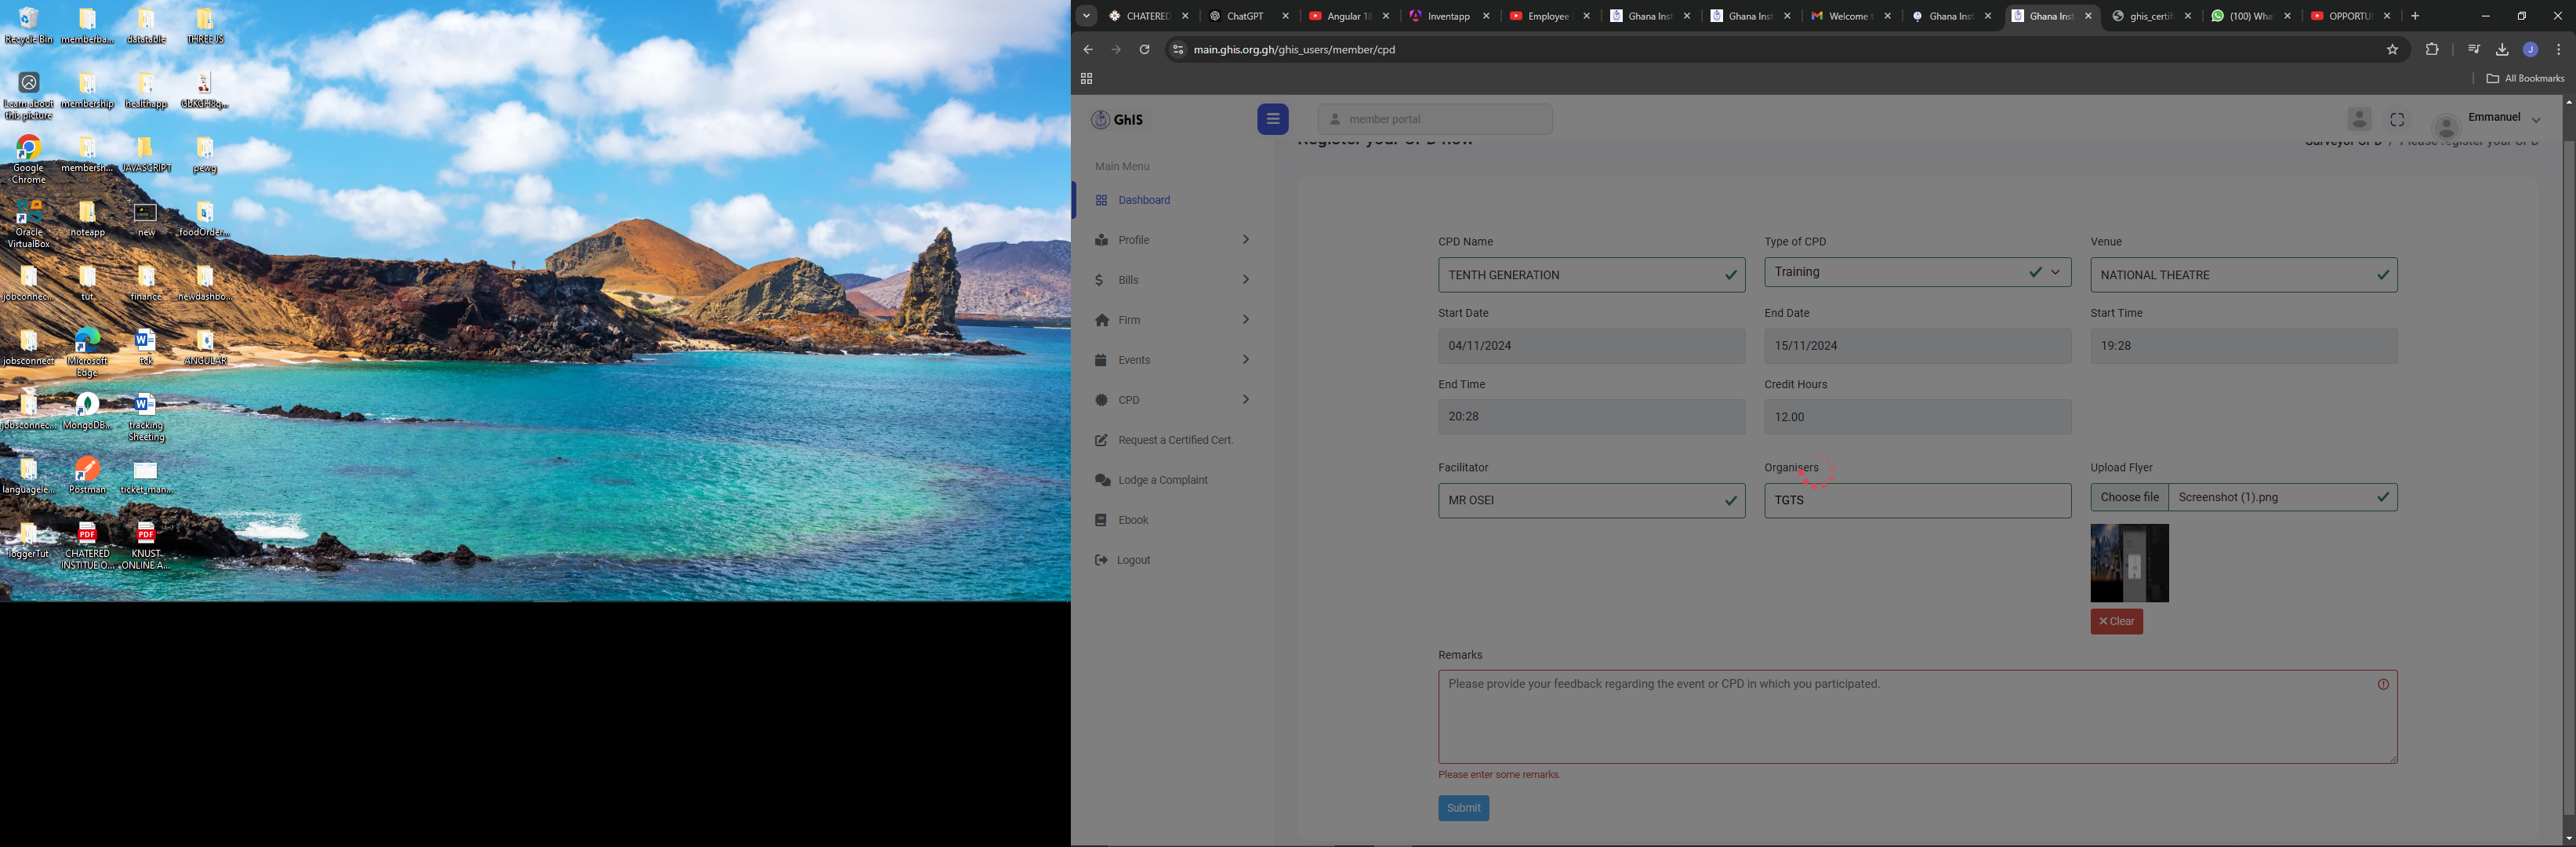 Recycle Bin
memberba...
datatable
THREEJS
Learn about this picture
membership
healthapp
GbKGH8q...
Google Chrome
membersh...
JAVASCRIPT
pewg
Oracle VirtualBox
noteapp
new
foodOrder...
jobconnec...
tut
finance
newdashbo...
jobsconnect
Microsoft Edge
tck
ANGULAR
jobsconnec...
MongoDB...
tracking Sheeting
languagele...
Postman
ticket_man...
loggerTut
CHATERED INSTITUE O...
KNUST ONLINE A...
CHATERED
ChatGPT
Angular 18
Inventapp
Employee
Ghana Inst
Ghana Inst
Welcome t
Ghana Inst
Ghana Inst
ghis_certifi
(100) Wha
OPPORTU
main.ghis.org.gh/ghis_users/member/cpd
J
All Bookmarks
GhIS
member portal
Emmanuel
Register your CPD now
Surveyor CPD / Please register your CPD
Main Menu
Dashboard
Profile
Bills
Firm
Events
CPD
Request a Certified Cert.
Lodge a Complaint
Ebook
Logout
CPD Name
Type of CPD
Venue
TENTH GENERATION
Training
NATIONAL THEATRE
Start Date
End Date
Start Time
04/11/2024
15/11/2024
19:28
End Time
Credit Hours
20:28
12.00
Facilitator
Organisers
Upload Flyer
MR OSEI
TGTS
Choose file
Screenshot (1).png
Clear
Remarks
Please provide your feedback regarding the event or CPD in which you participated.
Please enter some remarks.
Submit